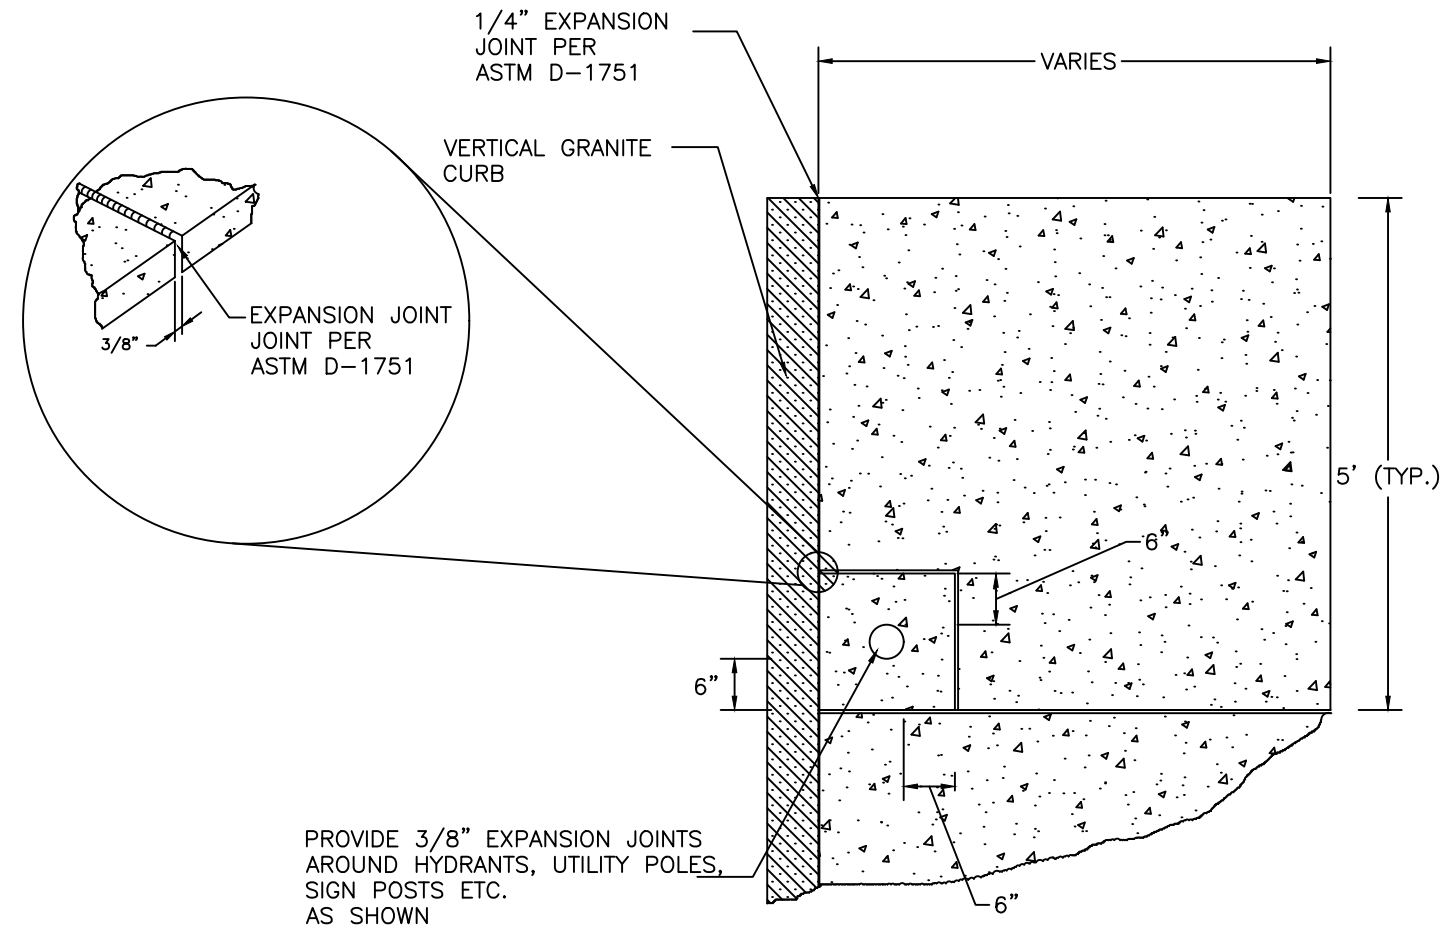 1/4” EXPANSION
JOINT PER
ASTM D-1751
VARIES
VERTICAL GRANITE
CURB
EXPANSION JOINT
JOINT PER
ASTM D-1751
3/8”
5' (TYP.)
6”
6”
PROVIDE 3/8” EXPANSION JOINTS
AROUND HYDRANTS, UTILITY POLES,
SIGN POSTS ETC.
AS SHOWN
6”